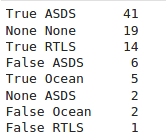 True ASDS 41
None None 19
True RTLS 14
False ASDS 6
True Ocean 5
None ASDS 2
False Ocean 2
False RTLS 1